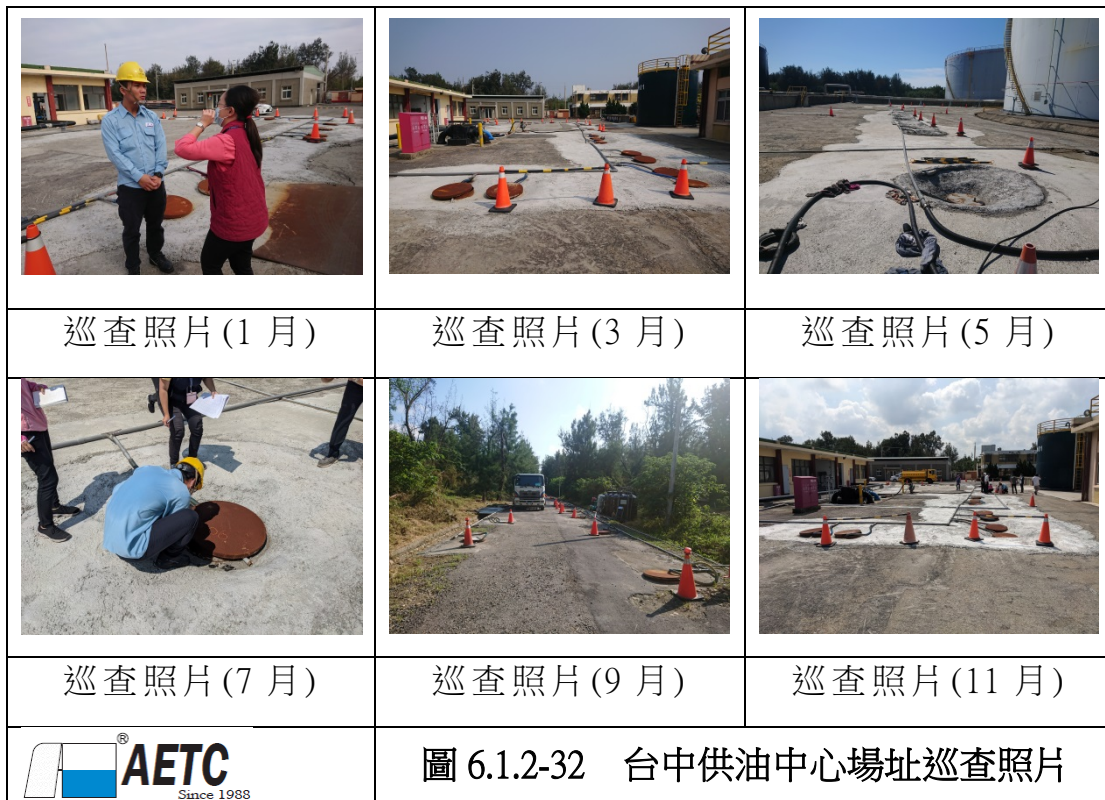 巡查照片(1 月)
巡查照片(3 月)
巡查照片(5 月)
巡查照片(7 月)
巡查照片(9 月)
巡查照片(11 月)
®
AETC
Since 1988
圖 6.1.2-32 台中供油中心場址巡查照片